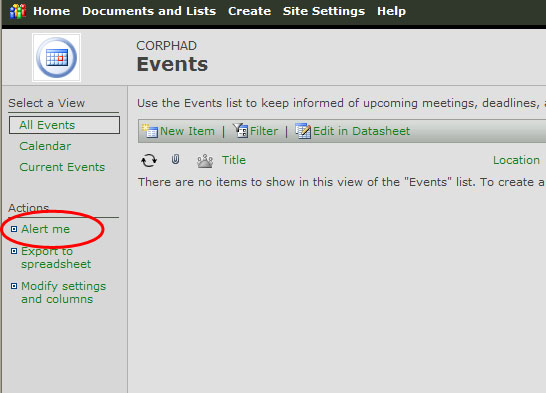 Home Documents and Lists Create Site Settings Help
CORPHAD
Events
Select a View
All Events
Calendar
Current Events
Actions
Alert me
Export to
spreadsheet
Modify settings
and columns
Use the Events list to keep informed of upcoming meetings, deadlines,
New Item | Filter | Edit in Datasheet
Title Location
There are no items to show in this view of the "Events" list. To create a